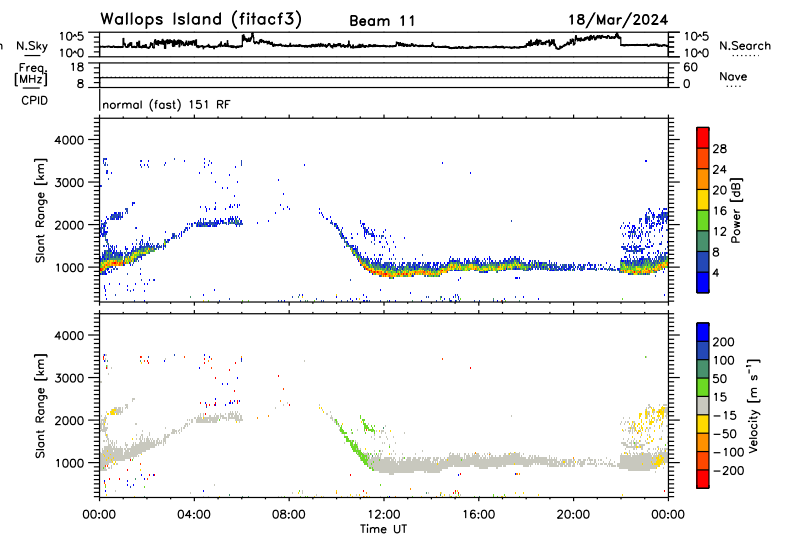 Wallops Island (fitacf3) Beam 11 18/Mar/2024
n N.Sky 10^5 10^0 10^5 10^0 N.Search
Freq. [MHz] 18 8 60 0 Nave
CPID normal (fast) 151 RF
Slant Range [km]
4000
3000
2000
1000
28
24
20
16
12
8
4
Power [dB]
Slant Range [km]
4000
3000
2000
1000
200
100
50
15
-15
-50
-100
-200
Velocity [m s⁻¹]
00:00 04:00 08:00 12:00 16:00 20:00 00:00
Time UT